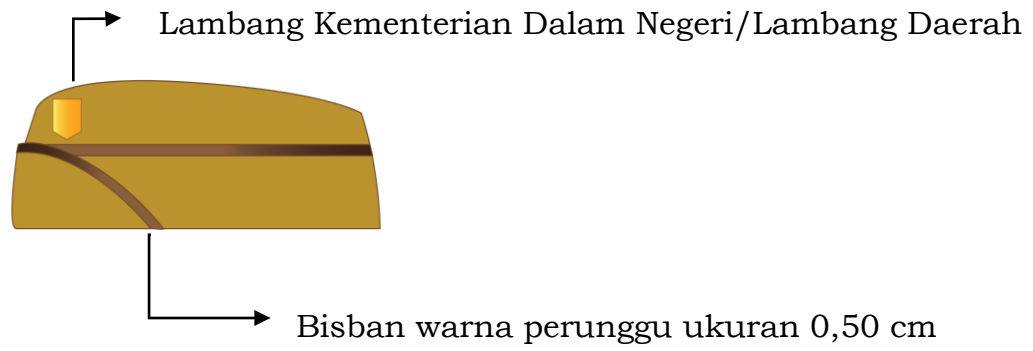 Lambang Kementerian Dalam Negeri/Lambang Daerah
Bisban warna perunggu ukuran 0,50 cm